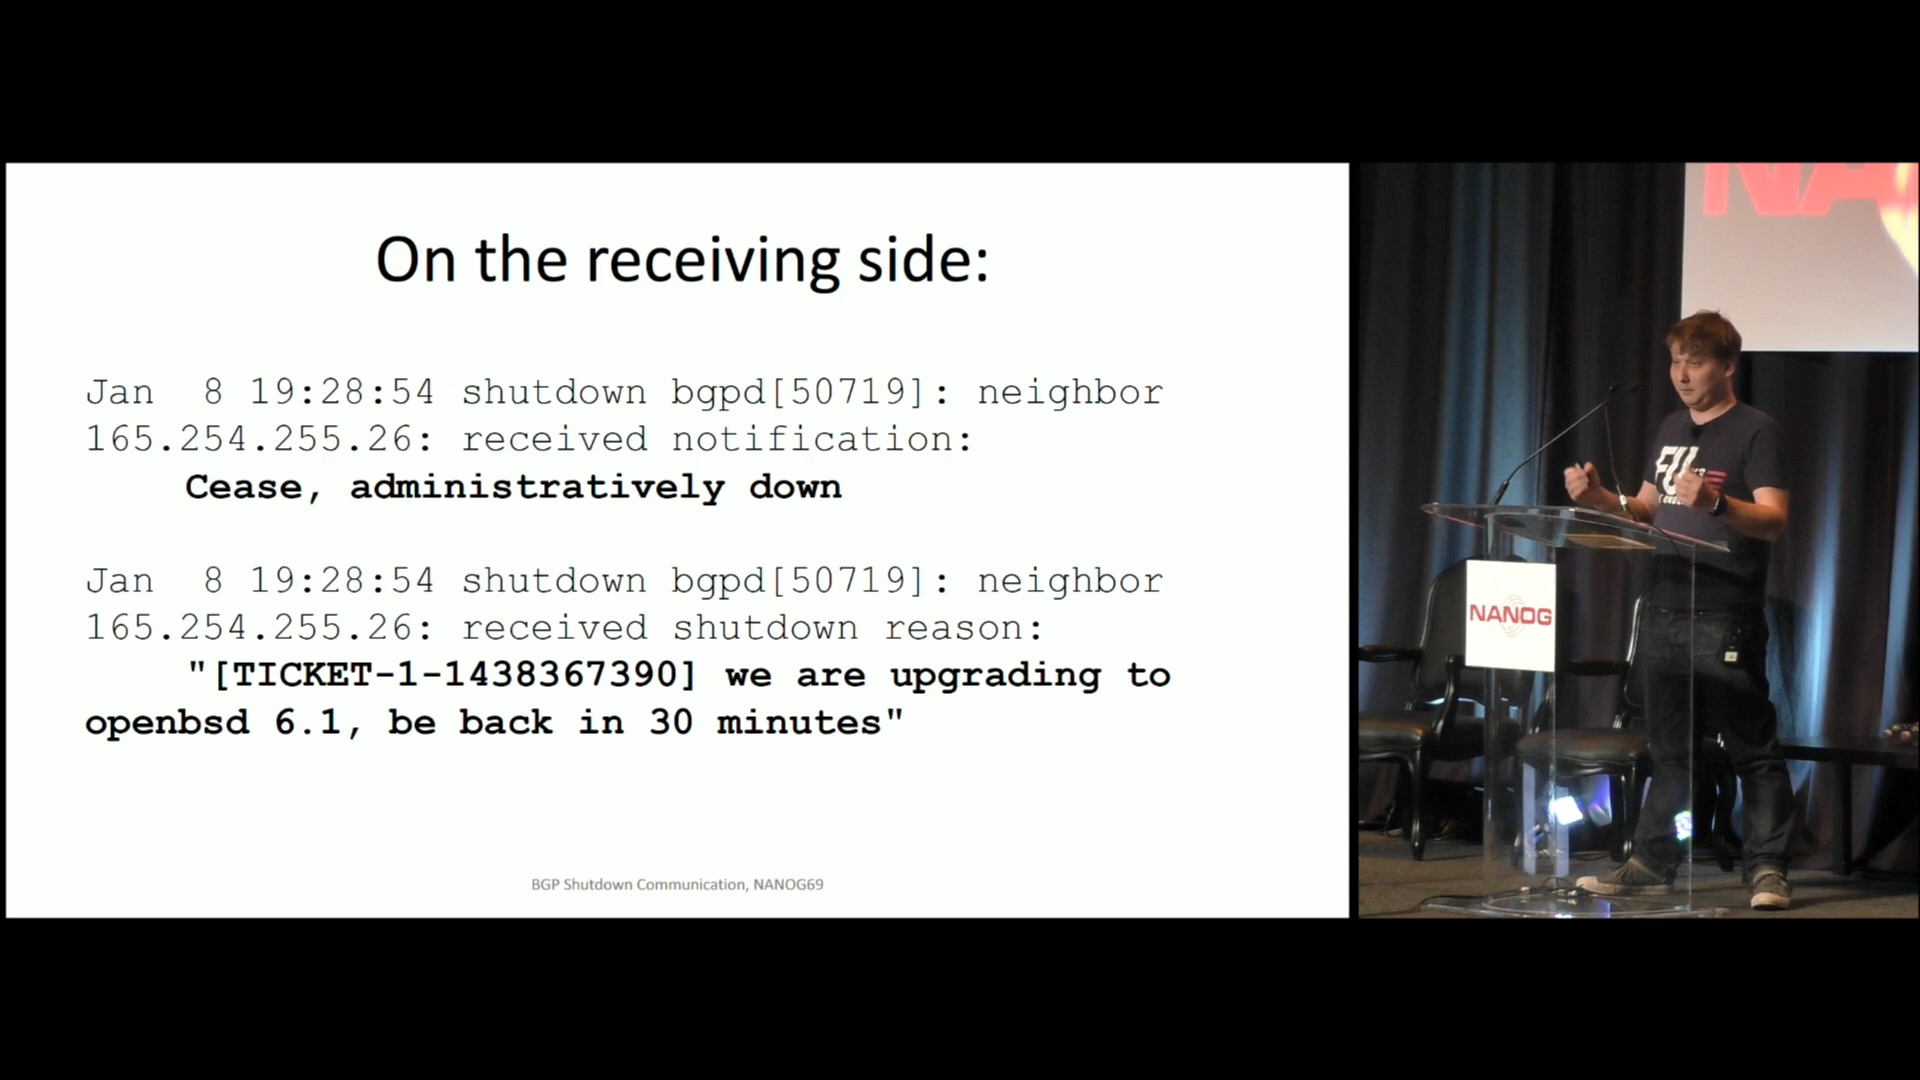 On the receiving side:
Jan  8 19:28:54 shutdown bgpd[50719]: neighbor
165.254.255.26: received notification:
Cease, administratively down
Jan  8 19:28:54 shutdown bgpd[50719]: neighbor
165.254.255.26: received shutdown reason:
"[TICKET-1-1438367390] we are upgrading to
openbsd 6.1, be back in 30 minutes"
BGP Shutdown Communication, NANOG69
NA
FU
NANOG